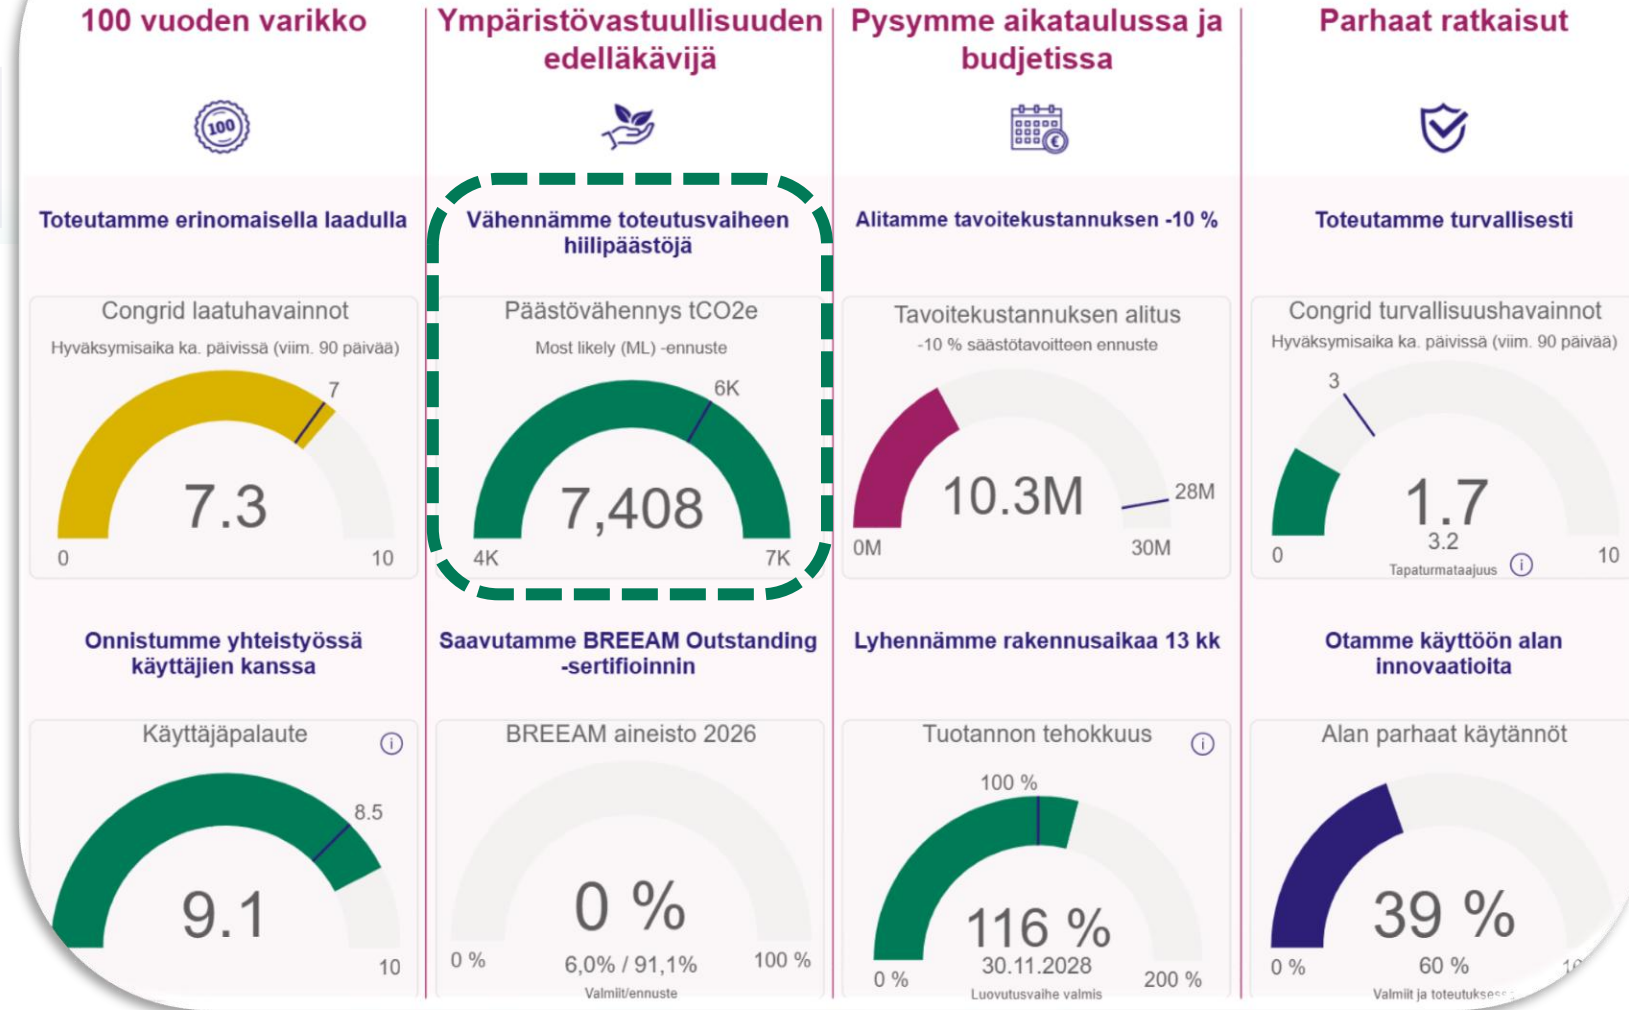 100 vuoden varikko
100
Toteutamme erinomaisella laadulla
Congrid laatuhavainnot
Hyväksymisaika ka. päivissä (viim. 90 päivää)
7
7.3
0
10
Onnistumme yhteistyössä
käyttäjien kanssa
Käyttäjäpalaute
i
8.5
9.1
10
Ympäristövastuullisuuden
edelläkävijä
Vähennämme toteutusvaiheen
hiilipäästöjä
Päästövähennys tCO2e
Most likely (ML) -ennuste
6K
7,408
4K
7K
Saavutamme BREEAM Outstanding
-sertifioinnin
BREEAM aineisto 2026
0 %
0 %
6,0% / 91,1%
100 %
Valmiit/ennuste
Pysymme aikataulussa ja
budjetissa
€
Alitamme tavoitekustannuksen -10 %
Tavoitekustannuksen alitus
-10 % säästötavoitteen ennuste
10.3M
28M
0M
30M
Lyhennämme rakennusaikaa 13 kk
Tuotannon tehokkuus
i
100 %
116 %
30.11.2028
0 %
200 %
Luovutusvaihe valmis
Parhaat ratkaisut
Toteutamme turvallisesti
Congrid turvallisuushavainnot
Hyväksymisaika ka. päivissä (viim. 90 päivää)
3
1.7
3.2
0
10
Tapaturmataajuus
i
Otamme käyttöön alan
innovaatioita
Alan parhaat käytännöt
39 %
0 %
60 %
Valmiit ja